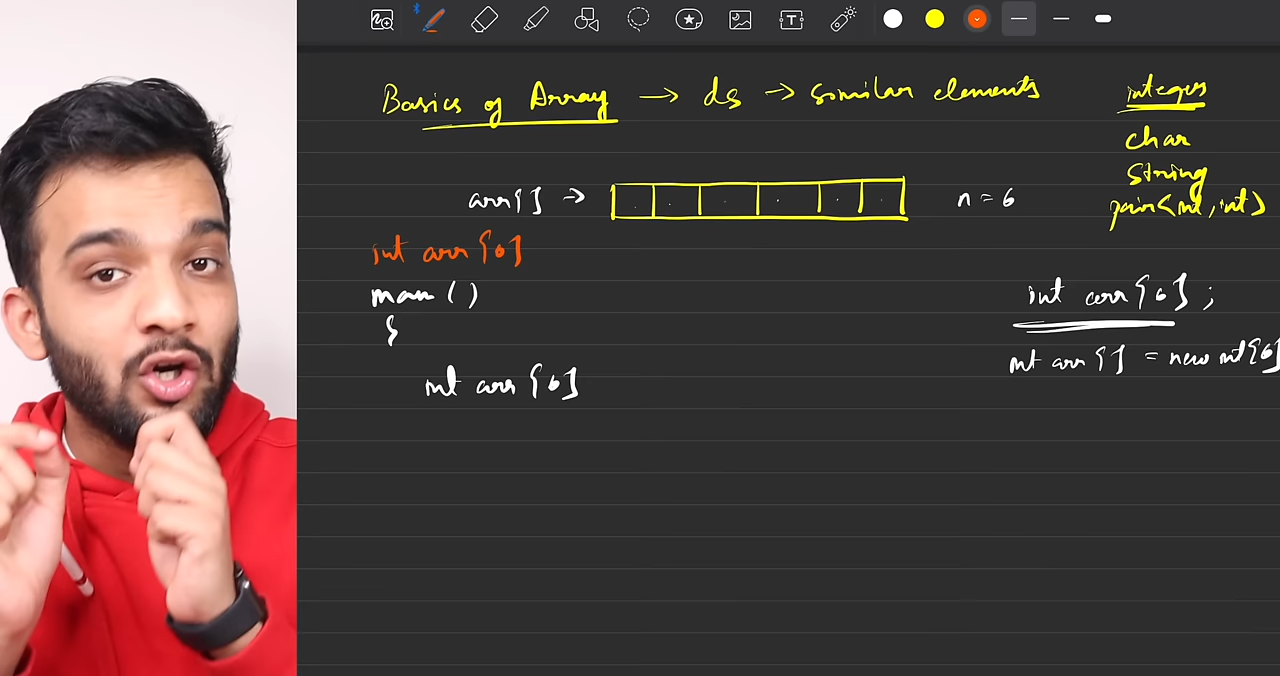 Basics of Array → ds → similar elements
integers
char
string
pair<int, int>
arr[] →
n = 6
int arr[6]
main ()
{
int arr[6]
int arr[6];
int arr[] = new int[6]